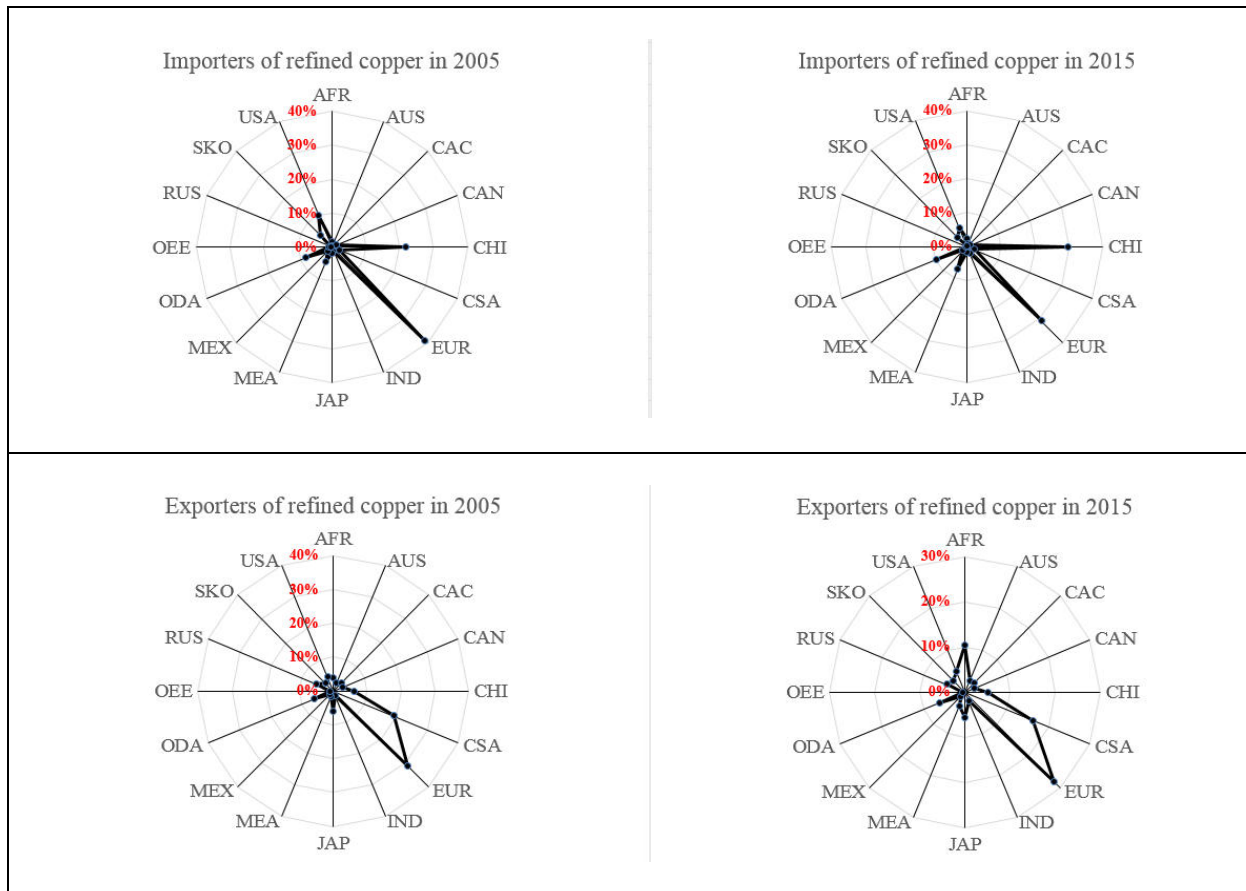 Importers of refined copper in 2005
AFR
40%
USA
AUS
SKO
30%
CAC
RUS
20%
CAN
10%
OEE
0%
CHI
ODA
CSA
MEX
EUR
MEA
IND
JAP
Importers of refined copper in 2015
AFR
40%
USA
AUS
SKO
30%
CAC
RUS
20%
CAN
10%
OEE
0%
CHI
ODA
CSA
MEX
EUR
MEA
IND
JAP
Exporters of refined copper in 2005
AFR
40%
USA
AUS
SKO
30%
CAC
RUS
20%
CAN
10%
OEE
0%
CHI
ODA
CSA
MEX
EUR
MEA
IND
JAP
Exporters of refined copper in 2015
AFR
30%
USA
AUS
SKO
20%
CAC
RUS
CAN
10%
OEE
0%
CHI
ODA
CSA
MEX
EUR
MEA
IND
JAP